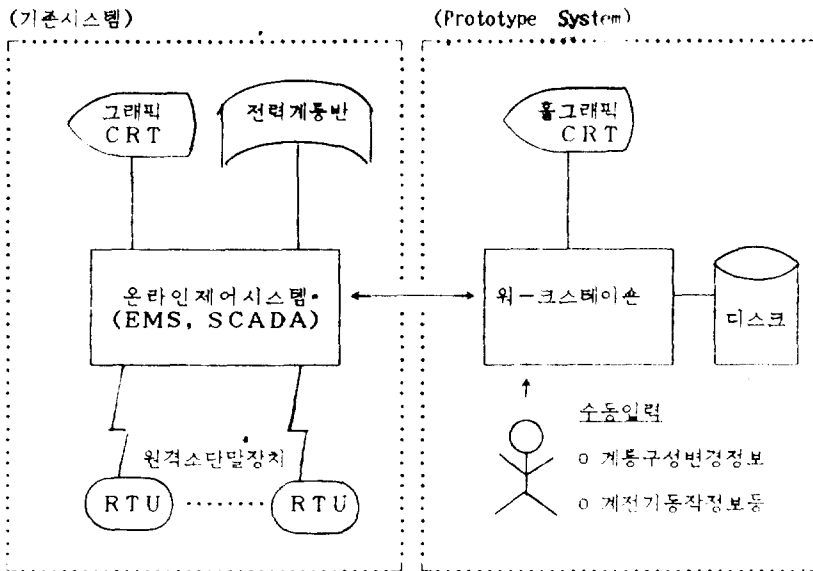 (기존시스템)
(Prototype System)
그래픽
CRT
전력계통반
온라인제어시스템
(EMS, SCADA)
원격소단말장치
RTU ······· RTU
홀그래픽
CRT
워크스테이숀
디스크
수동입력
o 계통구성변경정보
o 계전기동작정보등